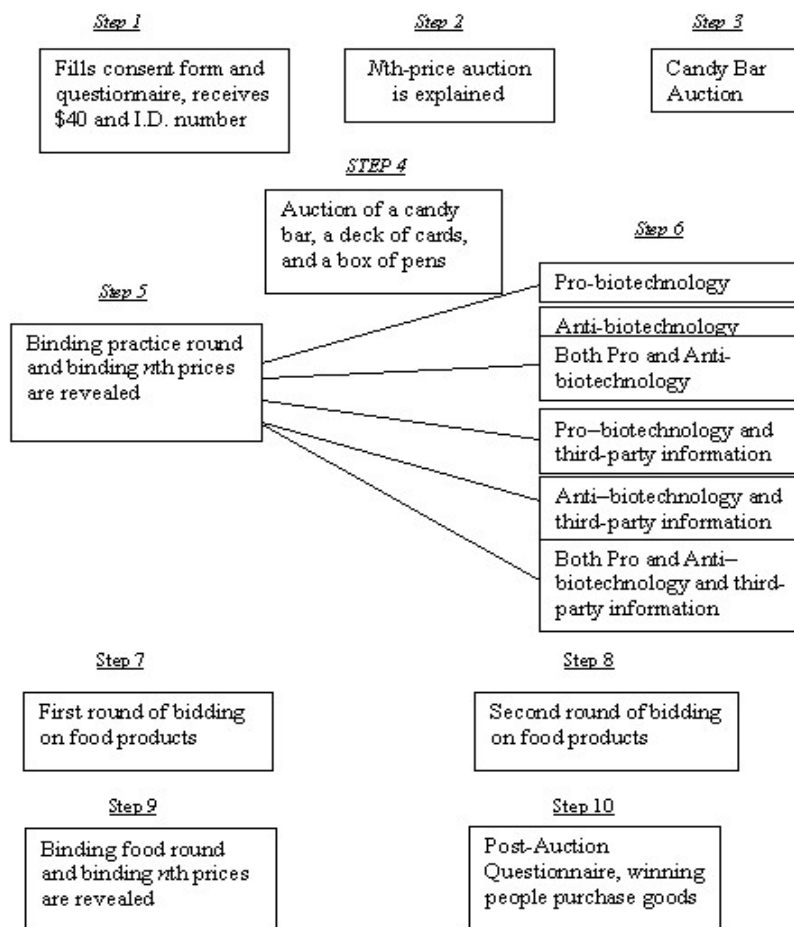 Step 1
Step 2
Step 3
Fills consent form and
questionnaire, receives
$40 and I.D. number
Nth-price auction
is explained
Candy Bar
Auction
STEP 4
Auction of a candy
bar, a deck of cards,
and a box of pens
Step 5
Binding practice round
and binding nth prices
are revealed
Step 6
Pro-biotechnology
Anti-biotechnology
Both Pro and Anti-
biotechnology
Pro–biotechnology and
third-party information
Anti–biotechnology and
third-party information
Both Pro and Anti–
biotechnology and third-
party information
Step 7
Step 8
First round of bidding
on food products
Second round of bidding
on food products
Step 9
Step 10
Binding food round
and binding nth prices
are revealed
Post-Auction
Questionnaire, winning
people purchase goods